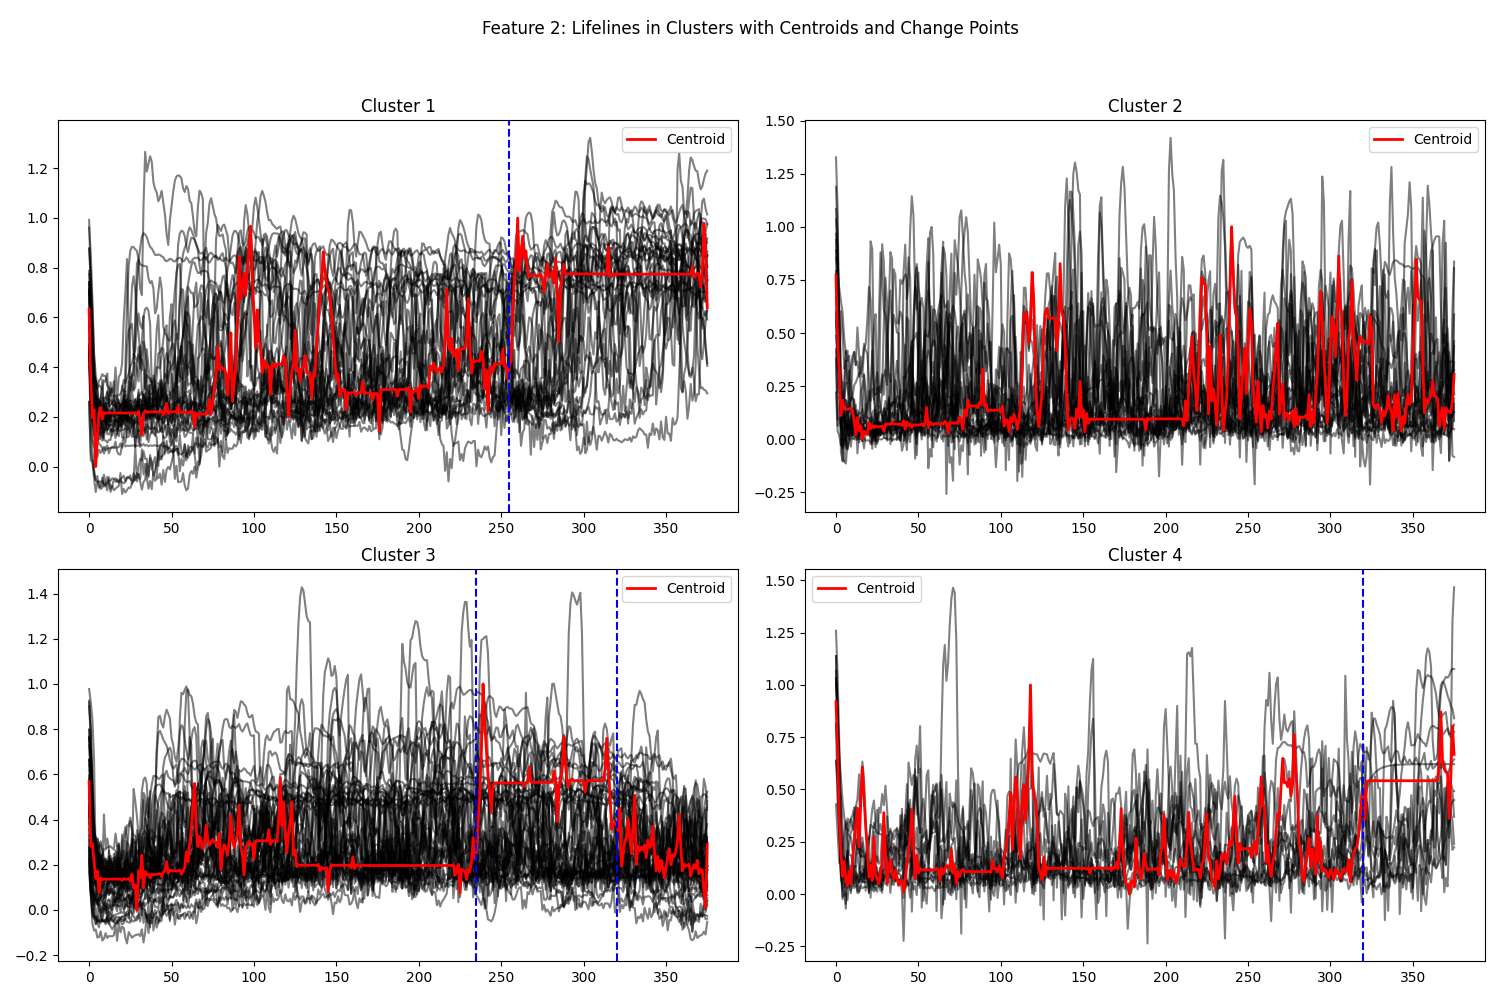 Feature 2: Lifelines in Clusters with Centroids and Change Points
Cluster 1
Centroid
1.2
1.0
0.8
0.6
0.4
0.2
0.0
0 50 100 150 200 250 300 350
Cluster 2
Centroid
1.50
1.25
1.00
0.75
0.50
0.25
0.00
−0.25
0 50 100 150 200 250 300 350
Cluster 3
Centroid
1.4
1.2
1.0
0.8
0.6
0.4
0.2
0.0
−0.2
0 50 100 150 200 250 300 350
Cluster 4
Centroid
1.50
1.25
1.00
0.75
0.50
0.25
0.00
−0.25
0 50 100 150 200 250 300 350